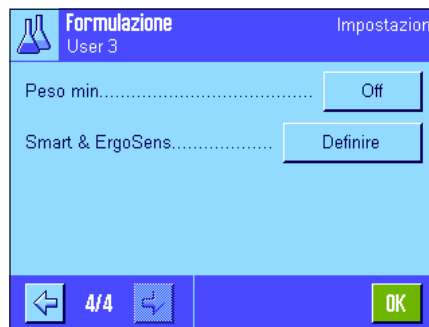 Formulazione Impostazion
User 3
Peso min.......................................... Off
Smart & ErgoSens................... Definire
4/4 OK